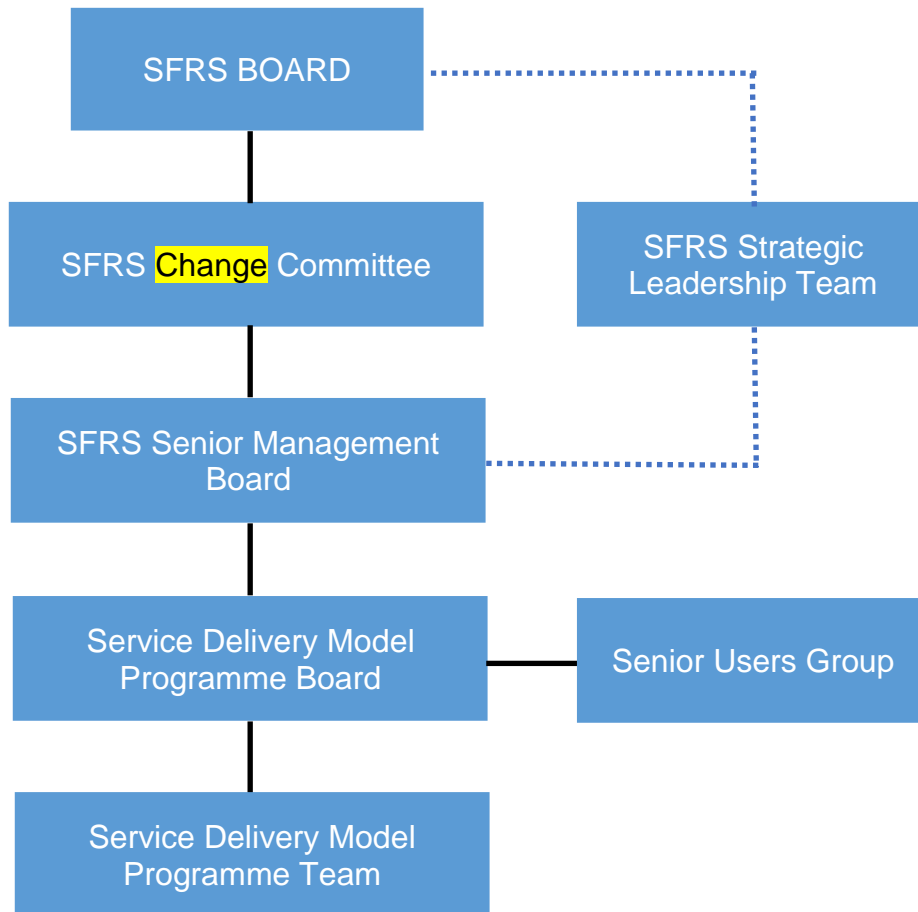 SFRS BOARD
SFRS Change Committee
SFRS Strategic
Leadership Team
SFRS Senior Management
Board
Service Delivery Model
Programme Board
Senior Users Group
Service Delivery Model
Programme Team